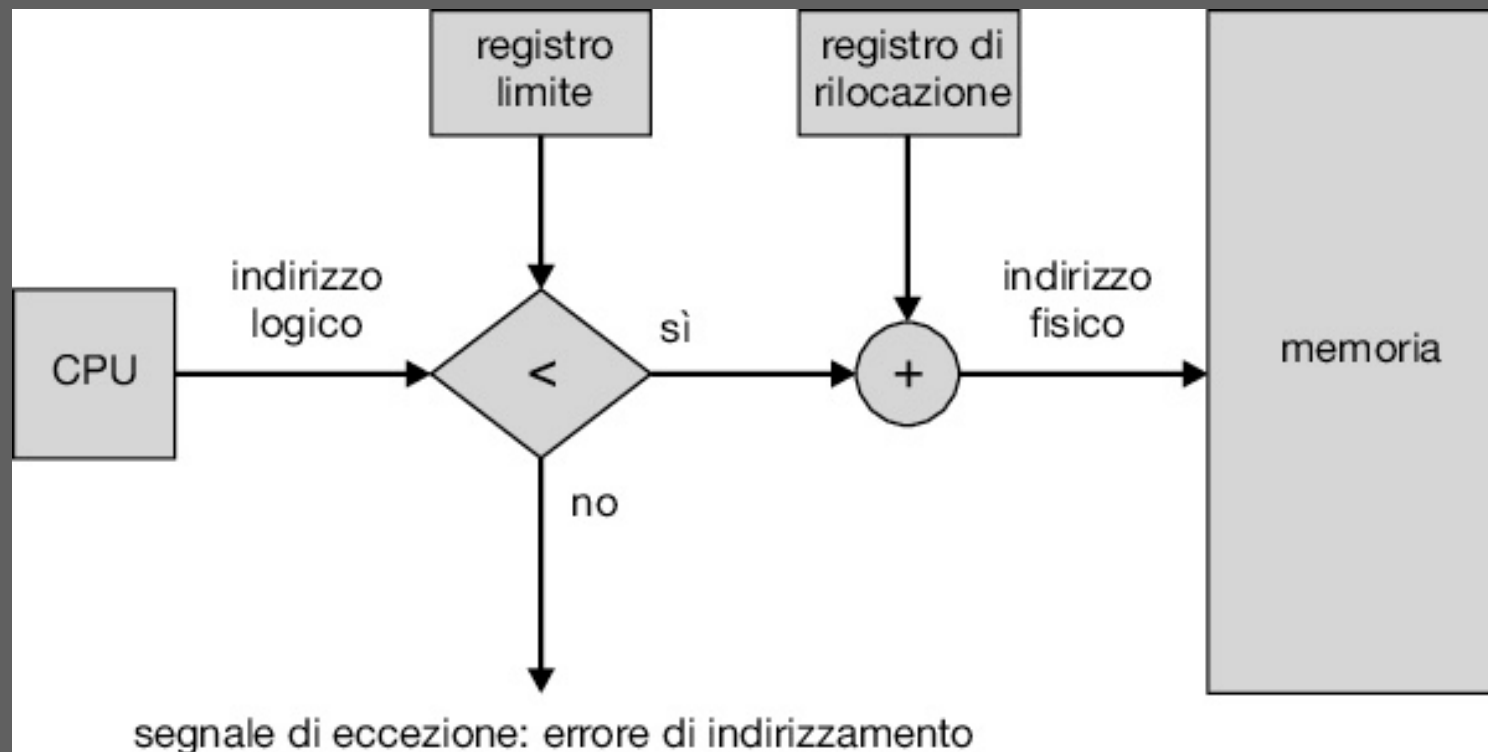 registro
limite
registro di
rilocazione
indirizzo
logico
indirizzo
fisico
CPU
<
sì
+
memoria
no
segnale di eccezione: errore di indirizzamento